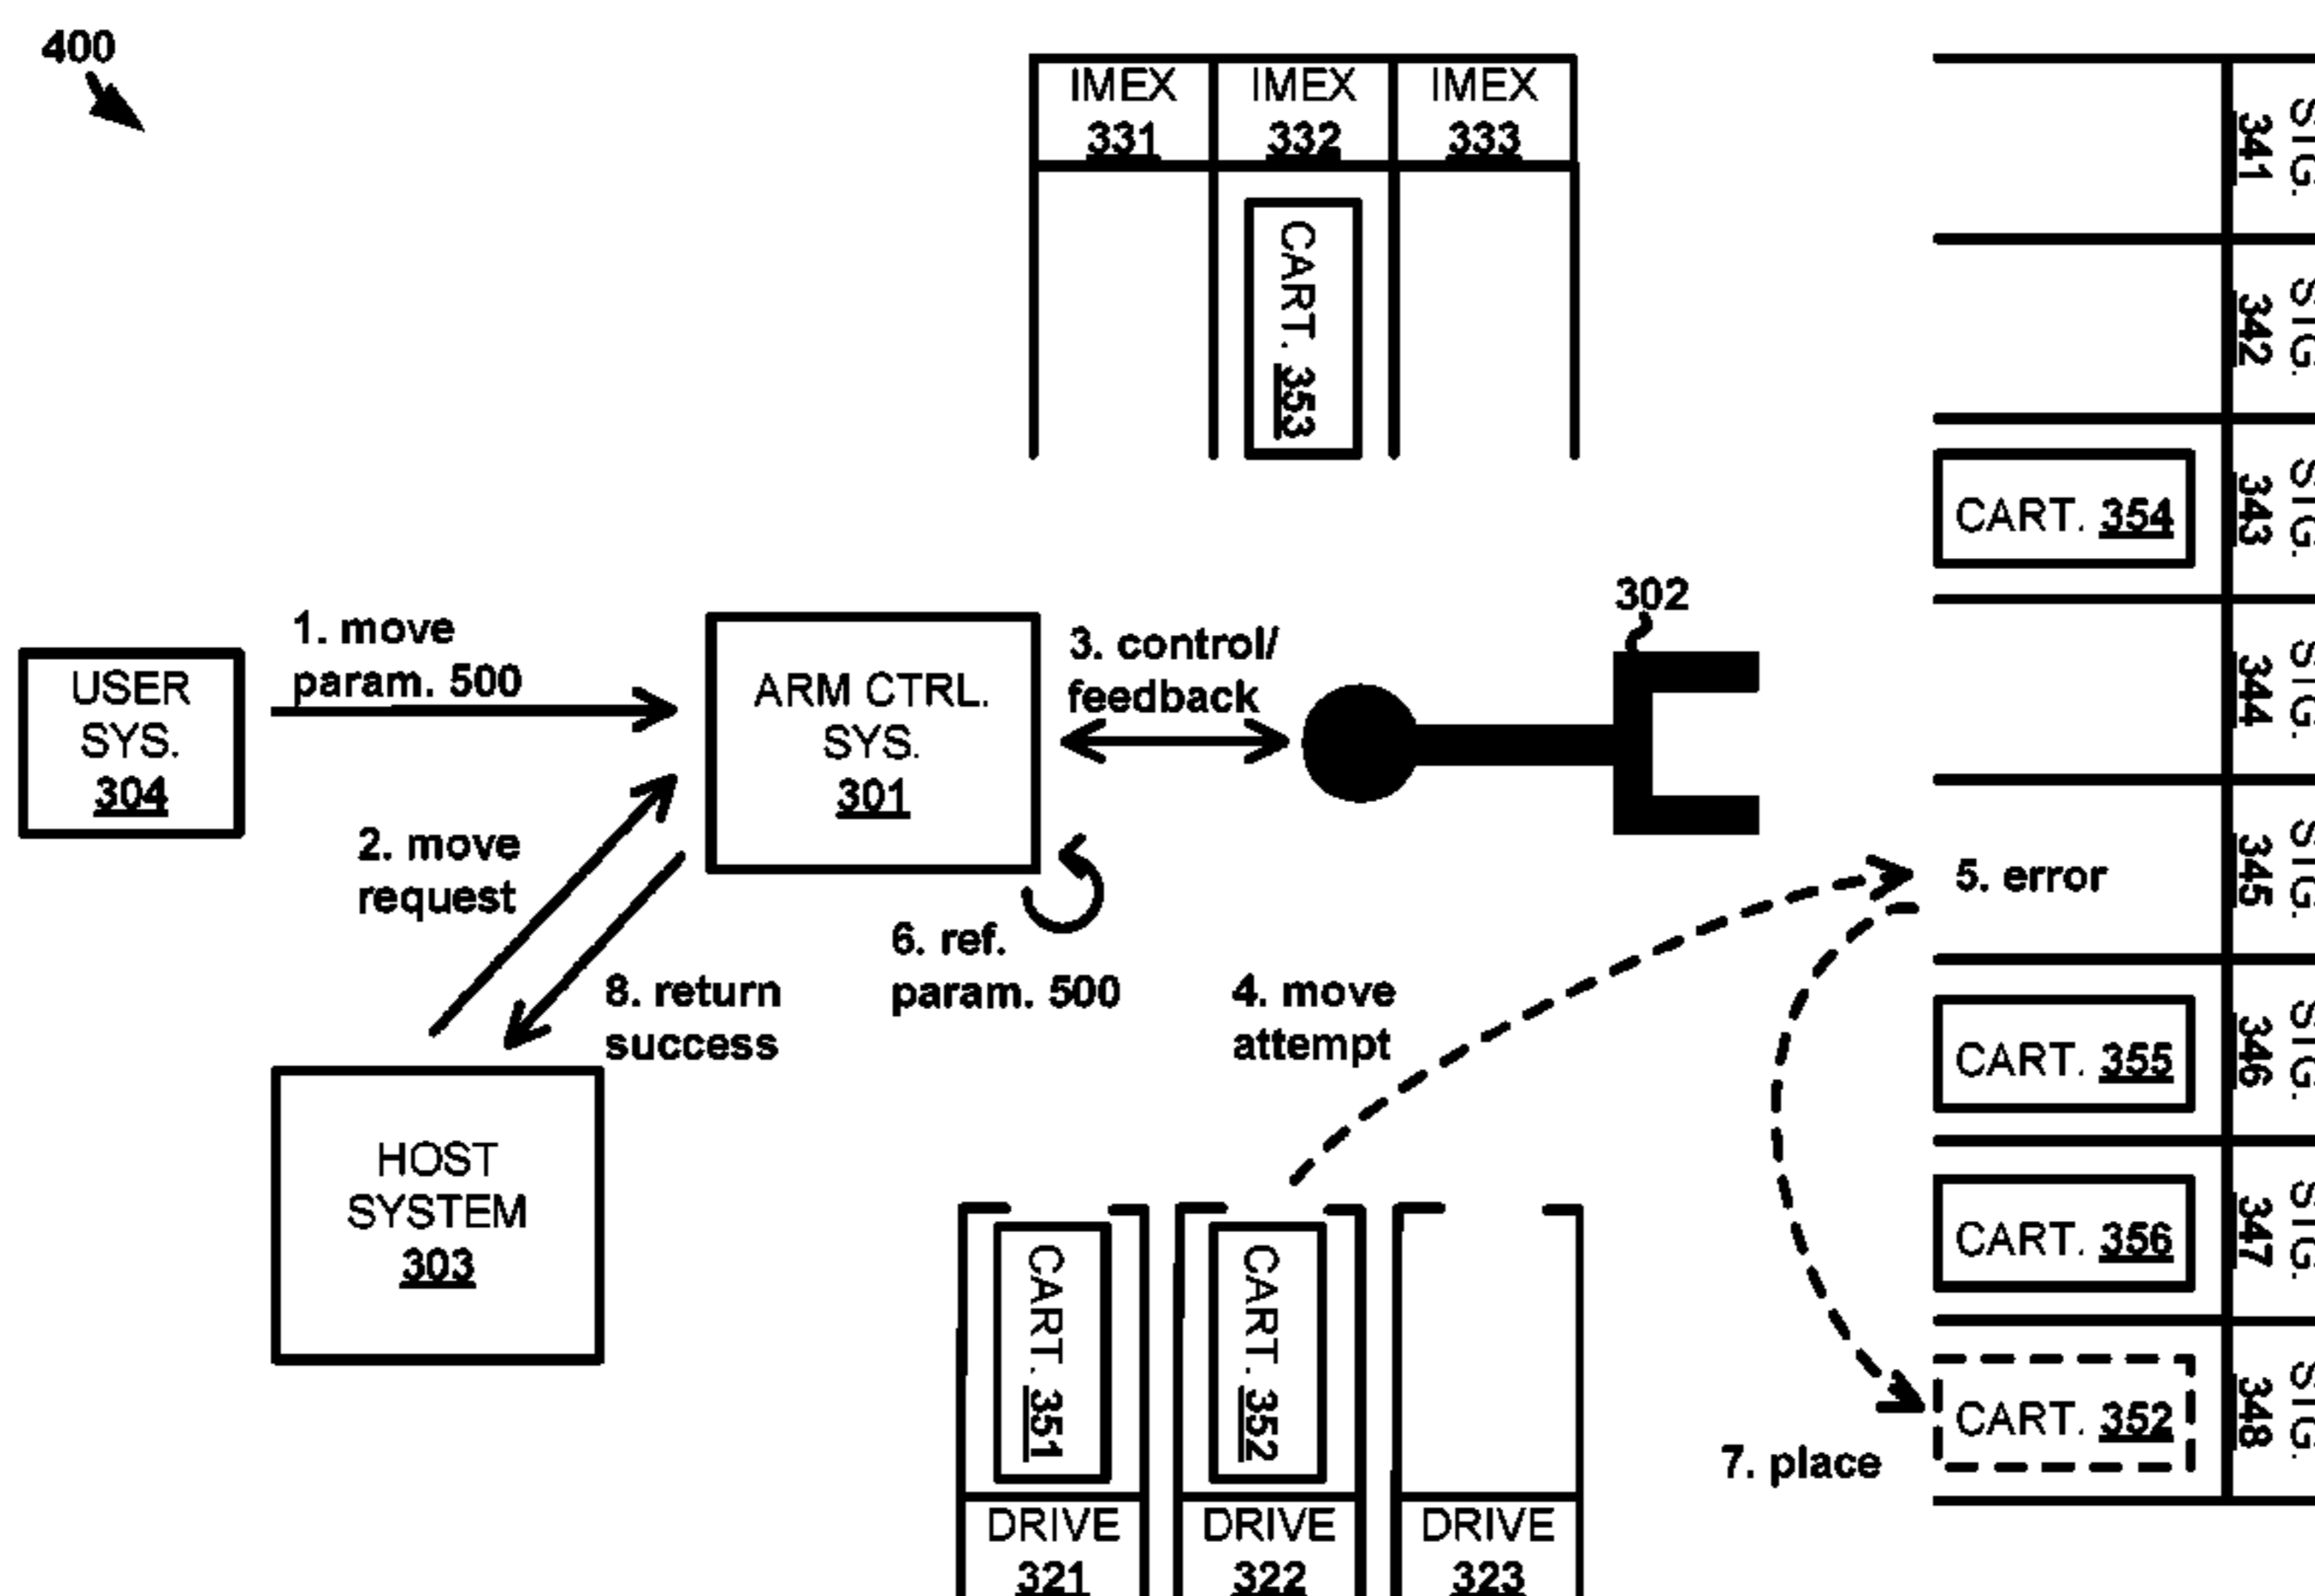 400
IMEX
331
IMEX
332
IMEX
333
CART. 353
STG.
341
STG.
342
STG.
343
CART. 354
STG.
344
STG.
345
STG.
346
CART. 355
STG.
347
CART. 356
STG.
348
CART. 352
USER
SYS.
304
1. move
param. 500
ARM CTRL.
SYS.
301
3. control/
feedback
302
2. move
request
5. error
6. ref.
param. 500
8. return
success
4. move
attempt
HOST
SYSTEM
303
7. place
CART. 351
DRIVE
321
CART. 352
DRIVE
322
DRIVE
323